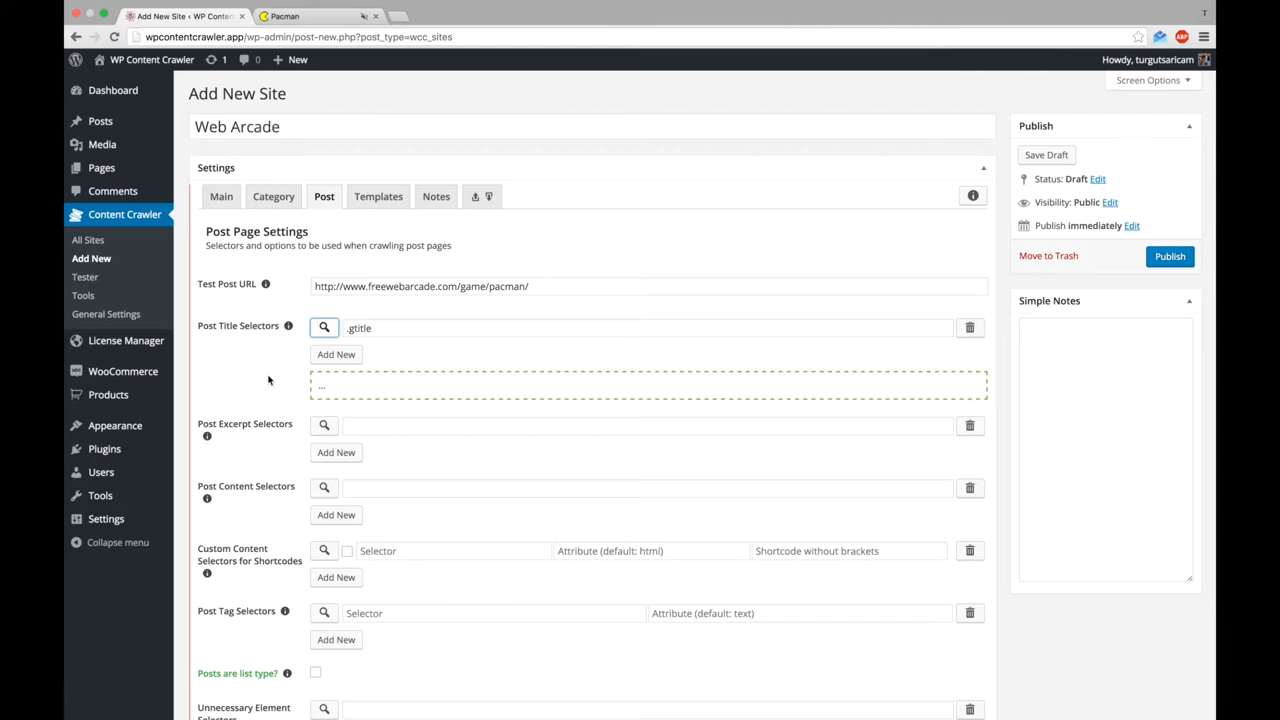 Add New Site ‹ WP Conten
Pacman
T
wpcontentcrawler.app/wp-admin/post-new.php?post_type=wcc_sites
ABP
WP Content Crawler
1
0
New
Howdy, turgutsaricam
Dashboard
Posts
Media
Pages
Comments
Content Crawler
All Sites
Add New
Tester
Tools
General Settings
License Manager
WooCommerce
Products
Appearance
Plugins
Users
Tools
Settings
Collapse menu
Screen Options
Add New Site
Web Arcade
Settings
Main
Category
Post
Templates
Notes
Post Page Settings
Selectors and options to be used when crawling post pages
Test Post URL
http://www.freewebarcade.com/game/pacman/
Post Title Selectors
.gtitle
Add New
...
Post Excerpt Selectors
Add New
Post Content Selectors
Add New
Custom Content
Selectors for Shortcodes
Selector
Attribute (default: html)
Shortcode without brackets
Add New
Post Tag Selectors
Selector
Attribute (default: text)
Add New
Posts are list type?
Unnecessary Element
Selectors
Publish
Save Draft
Status: Draft Edit
Visibility: Public Edit
Publish immediately Edit
Move to Trash
Publish
Simple Notes